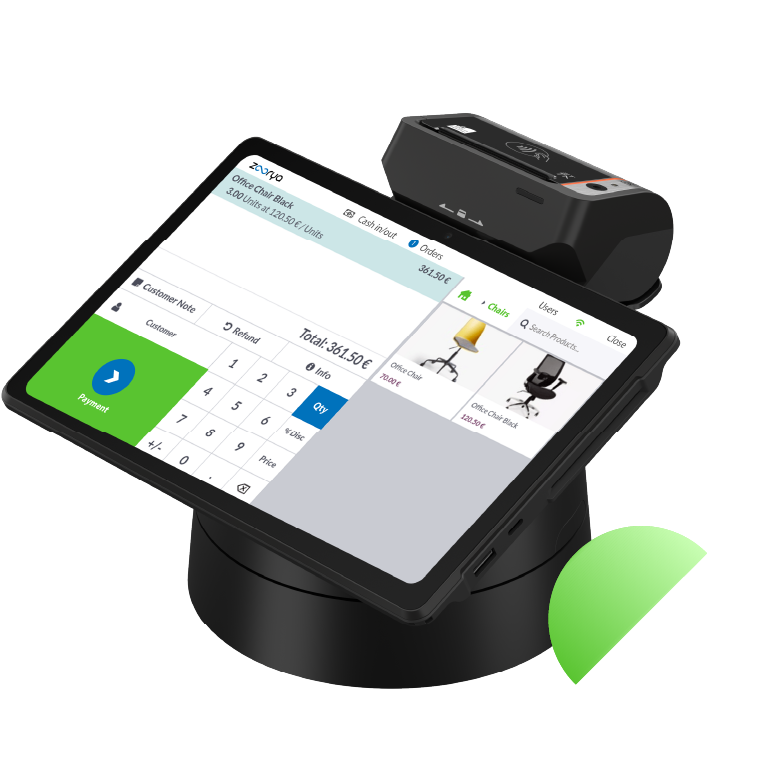 zooryo
Cash in/out
1 Orders
Users
Close
Office Chair Black
361.50 €
3.00 Units at 120.50 € / Units
Total: 361.50 €
Customer Note
Refund
Info
Customer
Payment
1 2 3 Qty
4 5 6 % Disc
7 8 9 Price
+/- 0 .
› Chairs
Search Products...
Office Chair
70.00 €
Office Chair Black
120.50 €